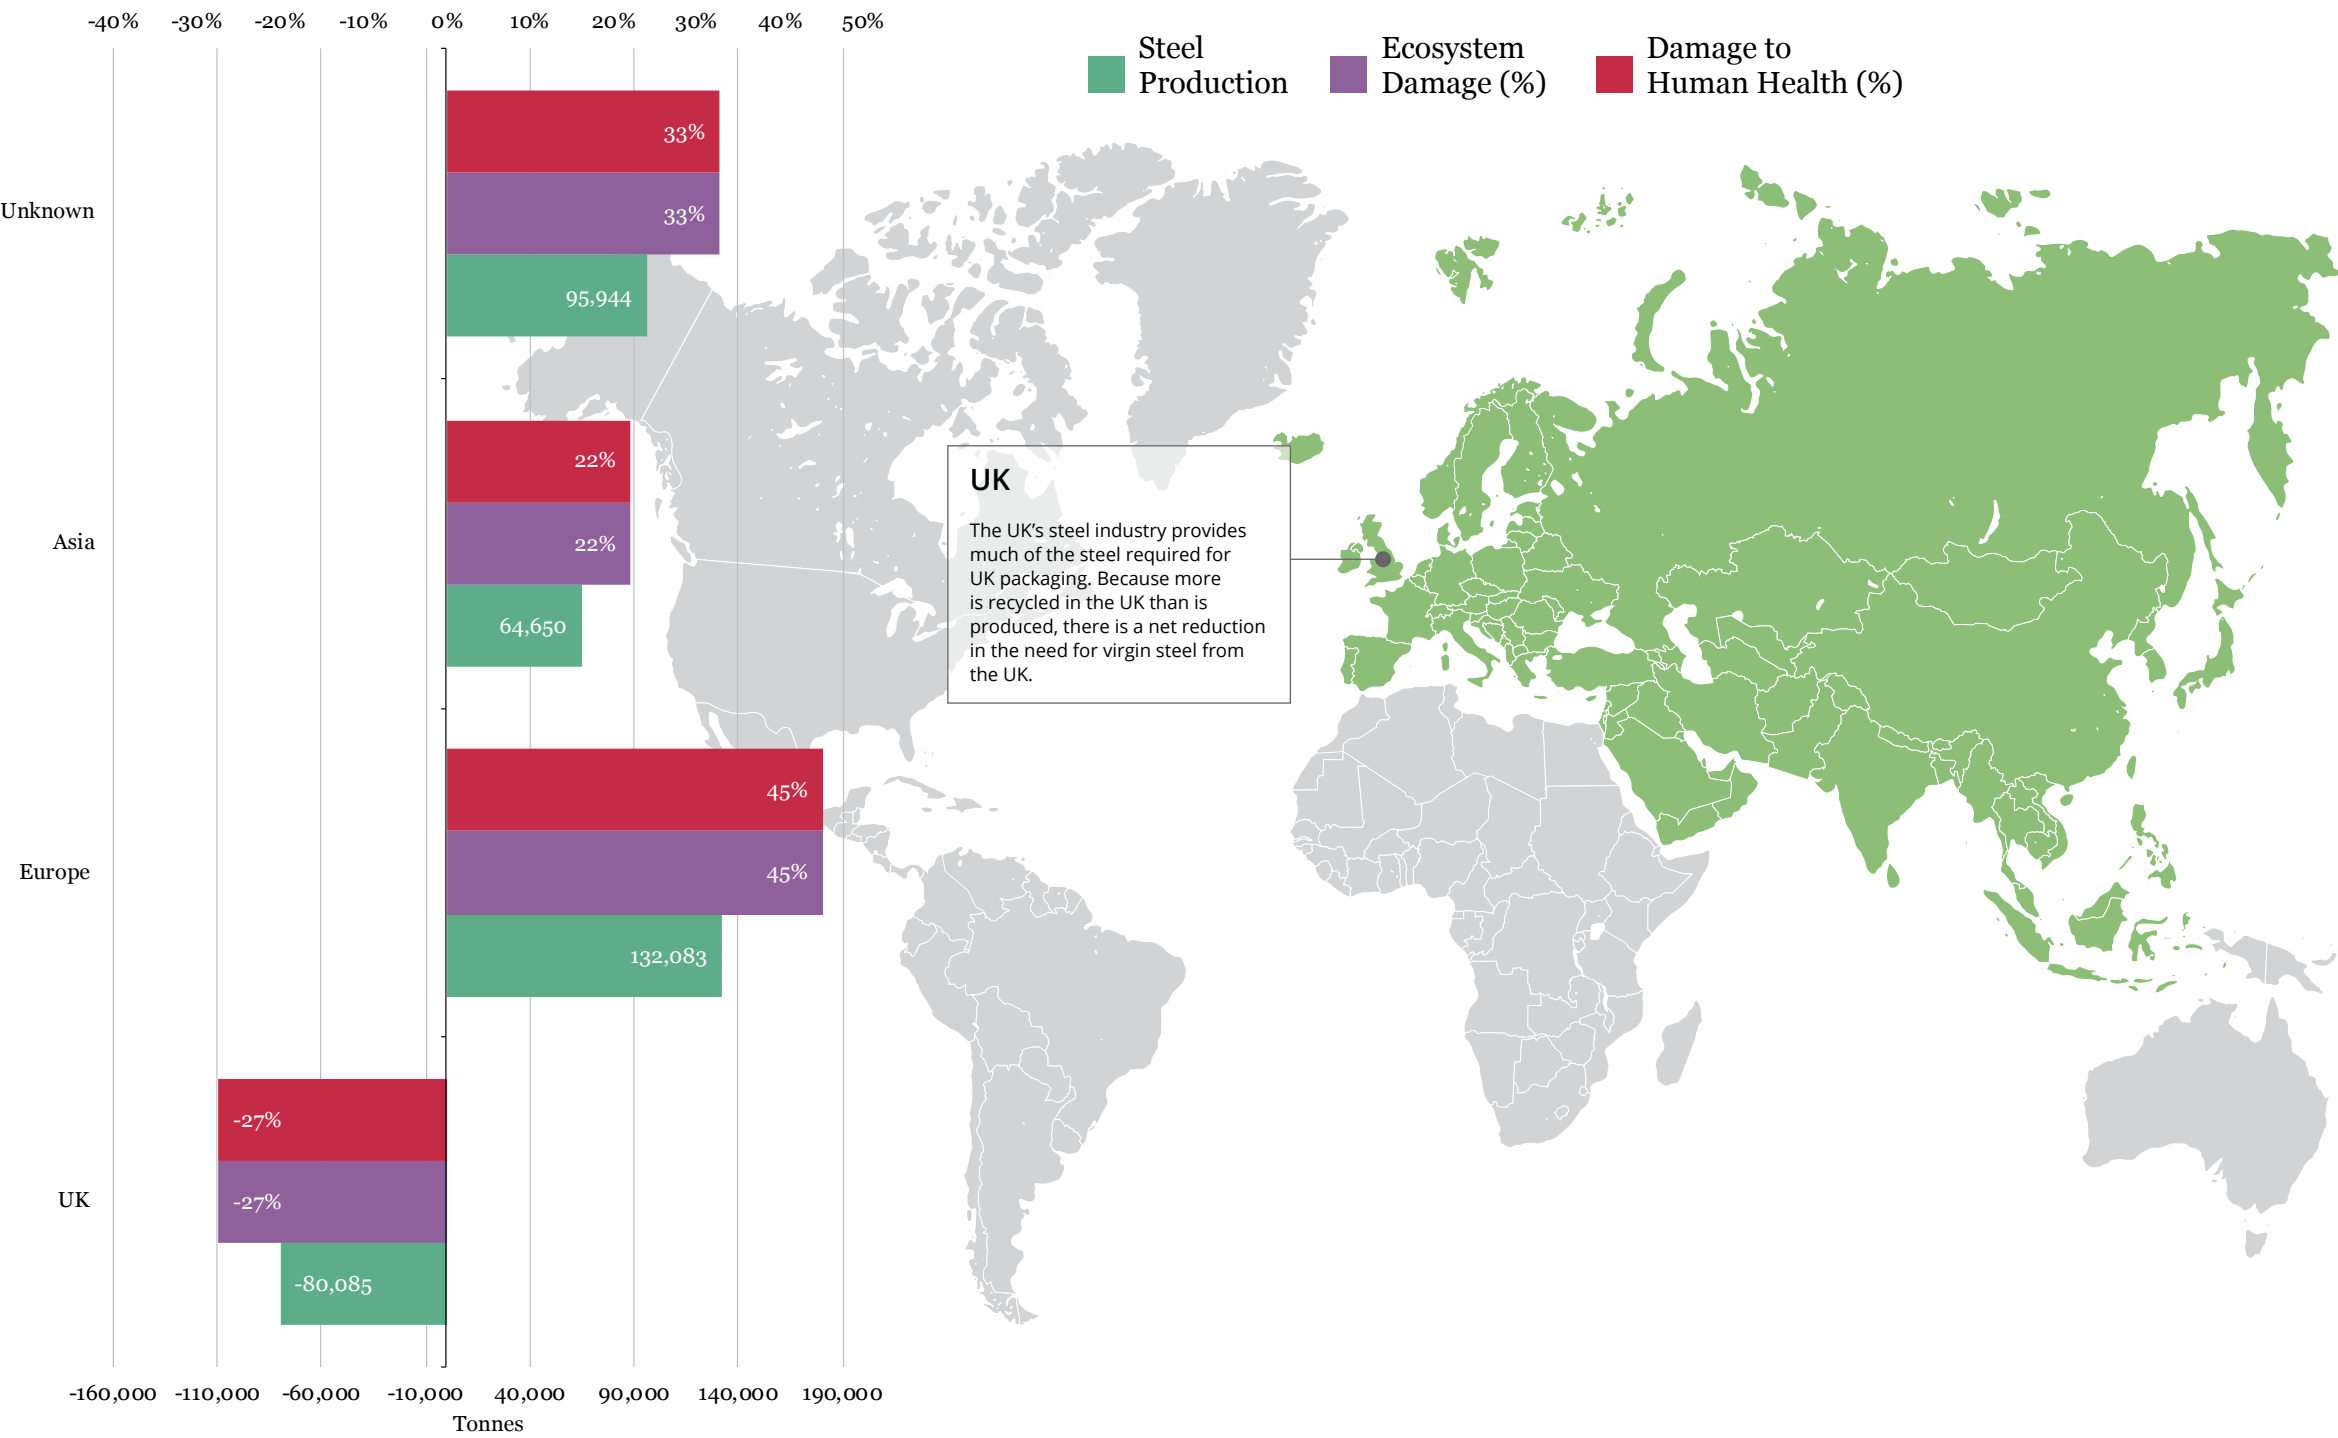 -40% -30% -20% -10% 0% 10% 20% 30% 40% 50%
Steel
Production
Ecosystem
Damage (%)
Damage to
Human Health (%)
Unknown
33%
33%
95,944
Asia
22%
22%
64,650
Europe
45%
45%
132,083
UK
-27%
-27%
-80,085
UK
The UK’s steel industry provides
much of the steel required for
UK packaging. Because more
is recycled in the UK than is
produced, there is a net reduction
in the need for virgin steel from
the UK.
-160,000 -110,000 -60,000 -10,000 40,000 90,000 140,000 190,000
Tonnes